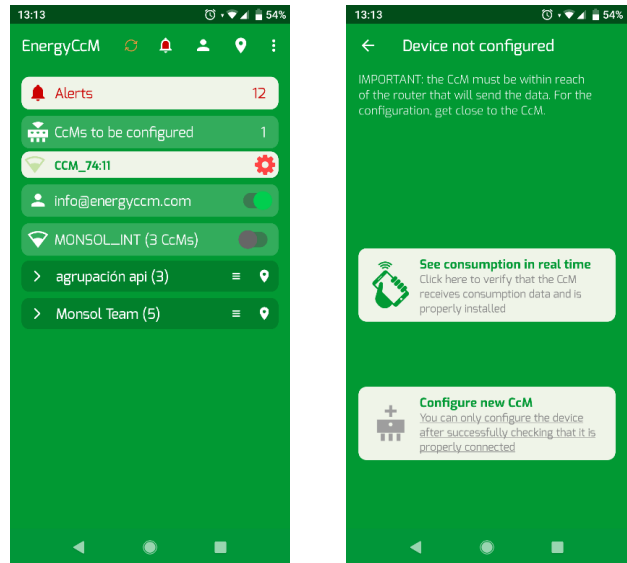 13:13
54%
EnergyCcM
Alerts
12
CcMs to be configured
1
CCM_74:11
info@energyccm.com
MONSOL_INT (3 CcMs)
agrupación api (3)
Monsol Team (5)
13:13
54%
Device not configured
IMPORTANT: the CcM must be within reach
of the router that will send the data. For the
configuration, get close to the CcM.
See consumption in real time
Click here to verify that the CcM
receives consumption data and is
properly installed
Configure new CcM
You can only configure the device
after successfully checking that it is
properly connected